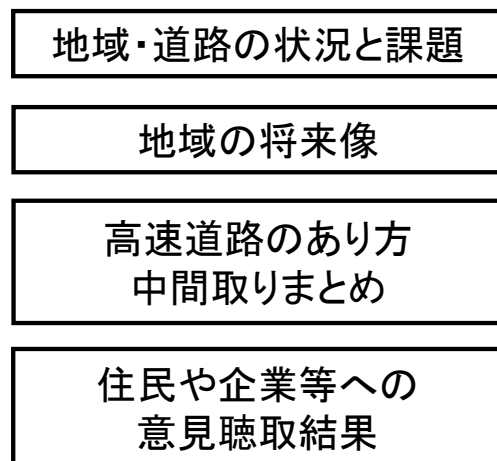 地域・道路の状況と課題
地域の将来像
高速道路のあり方
中間取りまとめ
住民や企業等への
意見聴取結果